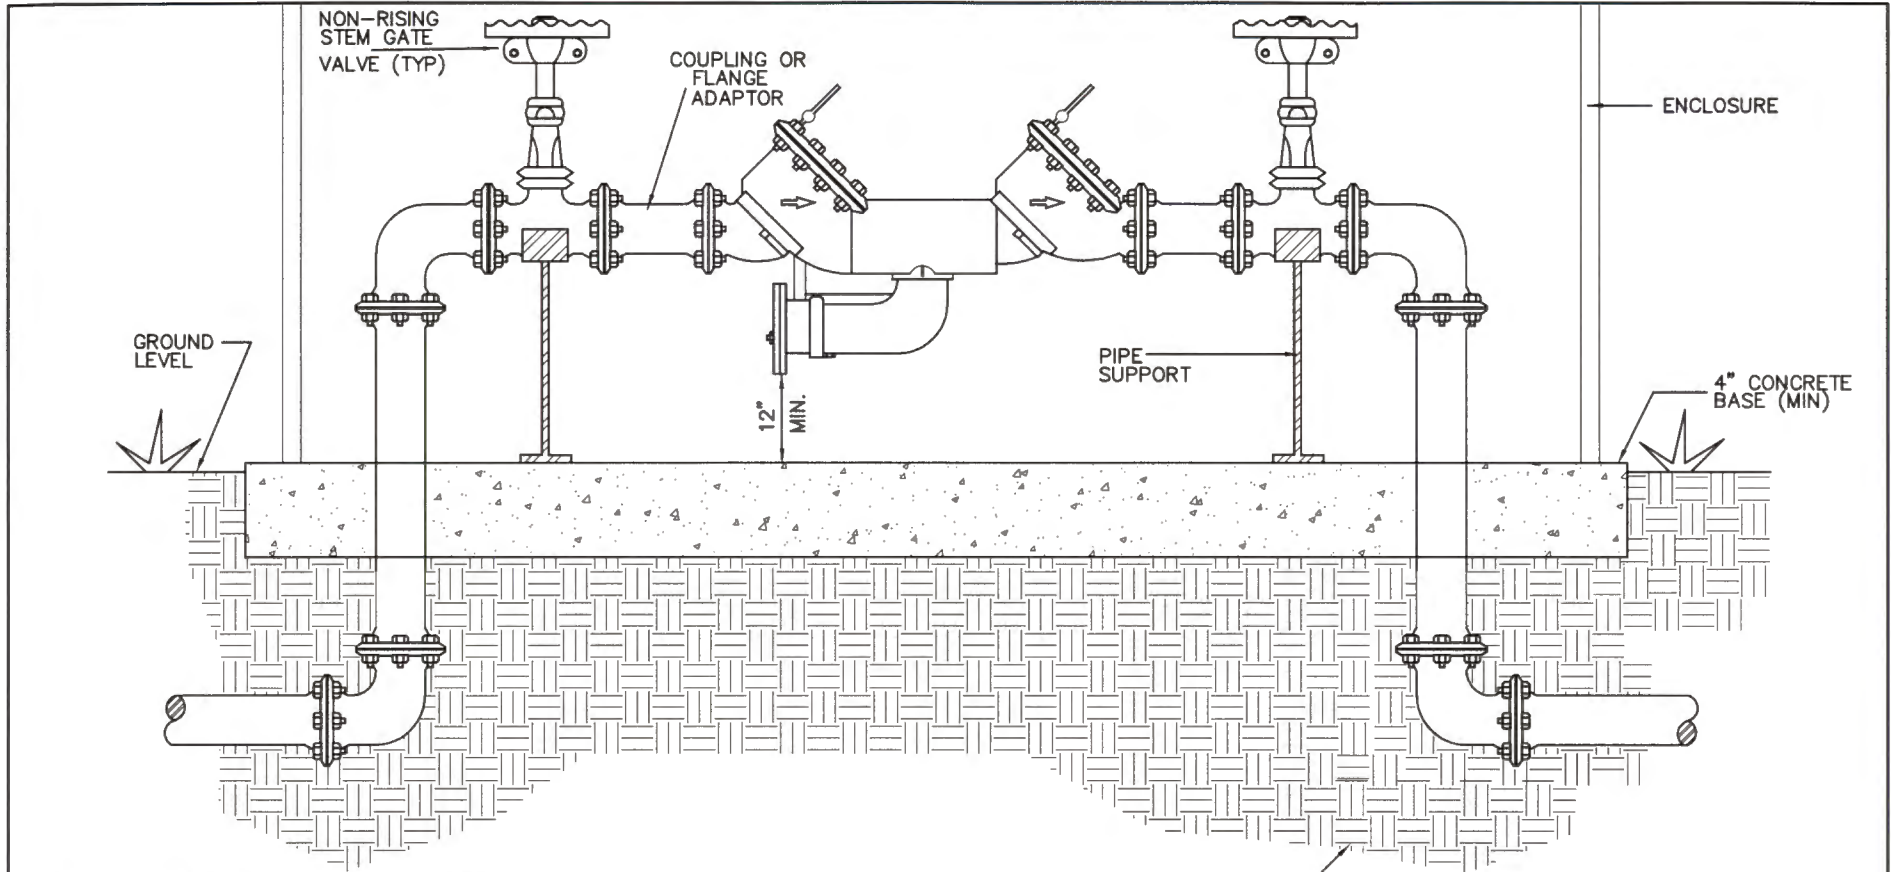 NON-RISING
STEM GATE
VALVE (TYP)
COUPLING OR
FLANGE
ADAPTOR
ENCLOSURE
GROUND
LEVEL
12"
MIN.
PIPE
SUPPORT
4" CONCRETE
BASE (MIN)